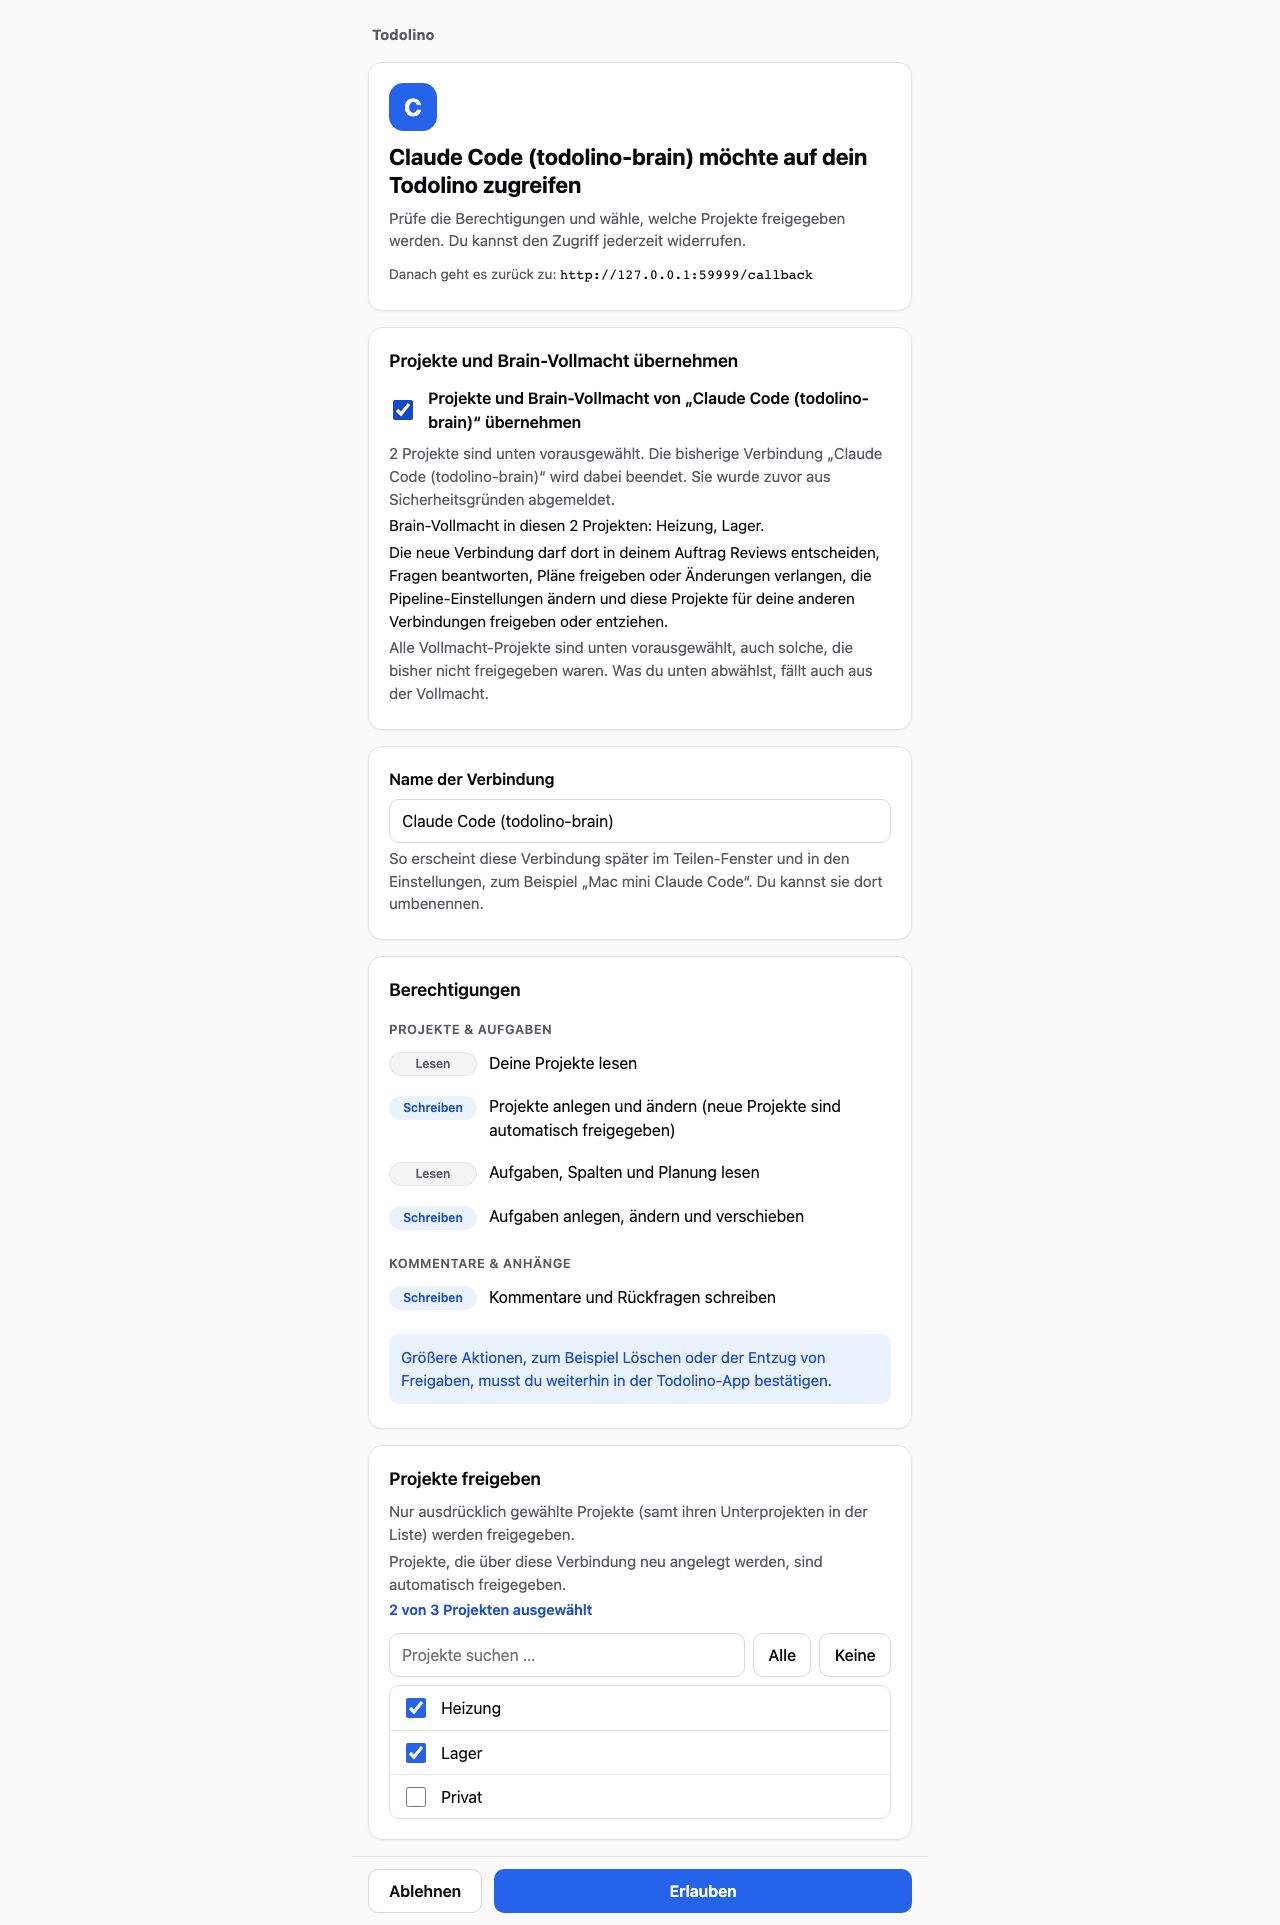 Todolino
C
Claude Code (todolino-brain) möchte auf dein
Todolino zugreifen
Prüfe die Berechtigungen und wähle, welche Projekte freigegeben
werden. Du kannst den Zugriff jederzeit widerrufen.
Danach geht es zurück zu: http://127.0.0.1:59999/callback
Projekte und Brain-Vollmacht übernehmen
Projekte und Brain-Vollmacht von „Claude Code (todolino-
brain)“ übernehmen
2 Projekte sind unten vorausgewählt. Die bisherige Verbindung „Claude
Code (todolino-brain)“ wird dabei beendet. Sie wurde zuvor aus
Sicherheitsgründen abgemeldet.
Brain-Vollmacht in diesen 2 Projekten: Heizung, Lager.
Die neue Verbindung darf dort in deinem Auftrag Reviews entscheiden,
Fragen beantworten, Pläne freigeben oder Änderungen verlangen, die
Pipeline-Einstellungen ändern und diese Projekte für deine anderen
Verbindungen freigeben oder entziehen.
Alle Vollmacht-Projekte sind unten vorausgewählt, auch solche, die
bisher nicht freigegeben waren. Was du unten abwählst, fällt auch aus
der Vollmacht.
Name der Verbindung
Claude Code (todolino-brain)
So erscheint diese Verbindung später im Teilen-Fenster und in den
Einstellungen, zum Beispiel „Mac mini Claude Code“. Du kannst sie dort
umbenennen.
Berechtigungen
PROJEKTE & AUFGABEN
Lesen Deine Projekte lesen
Schreiben Projekte anlegen und ändern (neue Projekte sind
automatisch freigegeben)
Lesen Aufgaben, Spalten und Planung lesen
Schreiben Aufgaben anlegen, ändern und verschieben
KOMMENTARE & ANHÄNGE
Schreiben Kommentare und Rückfragen schreiben
Größere Aktionen, zum Beispiel Löschen oder der Entzug von
Freigaben, musst du weiterhin in der Todolino-App bestätigen.
Projekte freigeben
Nur ausdrücklich gewählte Projekte (samt ihren Unterprojekten in der
Liste) werden freigegeben.
Projekte, die über diese Verbindung neu angelegt werden, sind
automatisch freigegeben.
2 von 3 Projekten ausgewählt
Projekte suchen … Alle Keine
Heizung
Lager
Privat
Ablehnen Erlauben